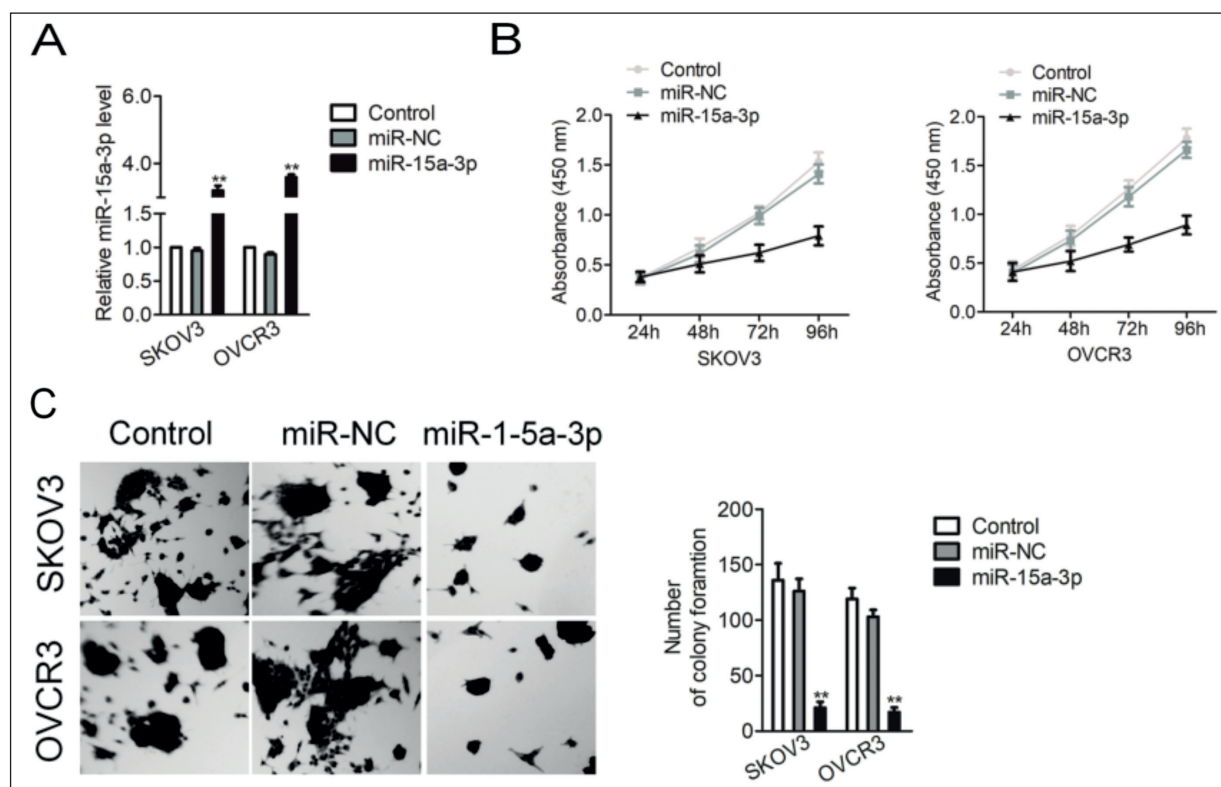 A
Relative miR-15a-3p level
6.0
4.0
1.5
1.0
0.5
0.0
**
**
SKOV3
OVCR3
Control
miR-NC
miR-15a-3p
B
Control
miR-NC
miR-15a-3p
Absorbance (450 nm)
2.0
1.5
1.0
0.5
0.0
24h 48h 72h 96h
SKOV3
Control
miR-NC
miR-15a-3p
Absorbance (450 nm)
2.0
1.5
1.0
0.5
0.0
24h 48h 72h 96h
OVCR3
C
Control miR-NC miR-1-5a-3p
SKOV3
OVCR3
Number
of colony foramtion
200
150
100
50
0
**
**
SKOV3
OVCR3
Control
miR-NC
miR-15a-3p